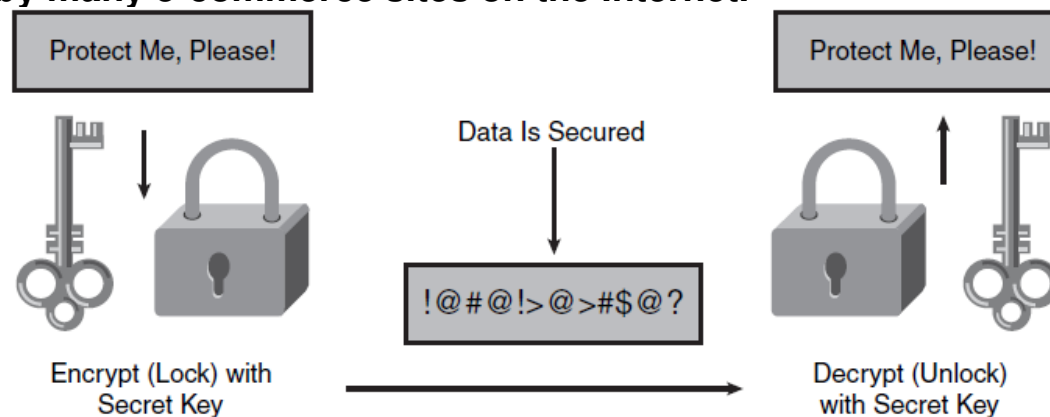 by many e-commerce sites on the Internet.
Protect Me, Please!
Protect Me, Please!
Data Is Secured
!@#@!>@>#$@?
Encrypt (Lock) with
Secret Key
Decrypt (Unlock)
with Secret Key